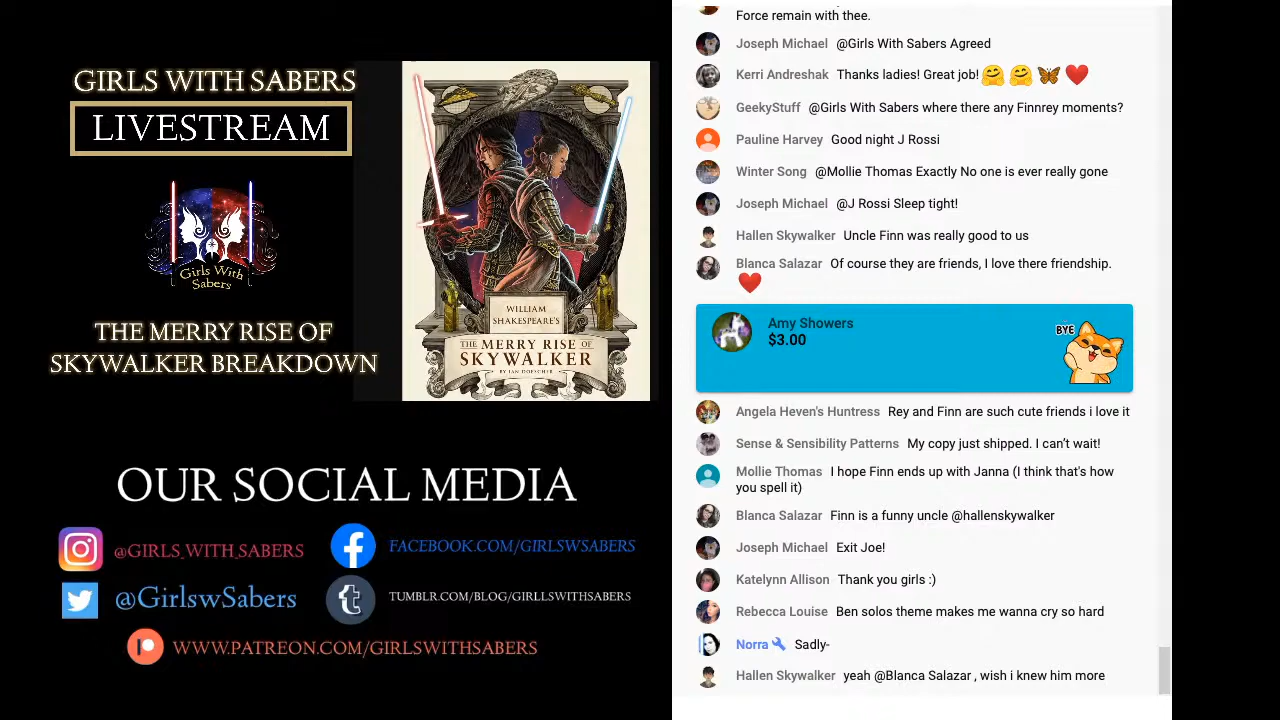 GIRLS WITH SABERS
LIVESTREAM
Girls With
Sabers
THE MERRY RISE OF
SKYWALKER BREAKDOWN
WILLIAM
SHAKESPEARE'S
THE MERRY RISE OF
SKYWALKER
BY IAN DOESCHER
OUR SOCIAL MEDIA
@GIRLS_WITH_SABERS
FACEBOOK.COM/GIRLSWSABERS
@GirlswSabers
TUMBLR.COM/BLOG/GIRLLSWITHSABERS
WWW.PATREON.COM/GIRLSWITHSABERS
Force remain with thee.
Joseph Michael @Girls With Sabers Agreed
Kerri Andreshak Thanks ladies! Great job! 🤗 🤗 🦋 ❤️
GeekyStuff @Girls With Sabers where there any Finnrey moments?
Pauline Harvey Good night J Rossi
Winter Song @Mollie Thomas Exactly No one is ever really gone
Joseph Michael @J Rossi Sleep tight!
Hallen Skywalker Uncle Finn was really good to us
Blanca Salazar Of course they are friends, I love there friendship.
❤️
Amy Showers
$3.00
BYE
Angela Heven's Huntress Rey and Finn are such cute friends i love it
Sense & Sensibility Patterns My copy just shipped. I can't wait!
Mollie Thomas I hope Finn ends up with Janna (I think that's how
you spell it)
Blanca Salazar Finn is a funny uncle @hallenskywalker
Joseph Michael Exit Joe!
Katelynn Allison Thank you girls :)
Rebecca Louise Ben solos theme makes me wanna cry so hard
Norra Sadly-
Hallen Skywalker yeah @Blanca Salazar , wish i knew him more